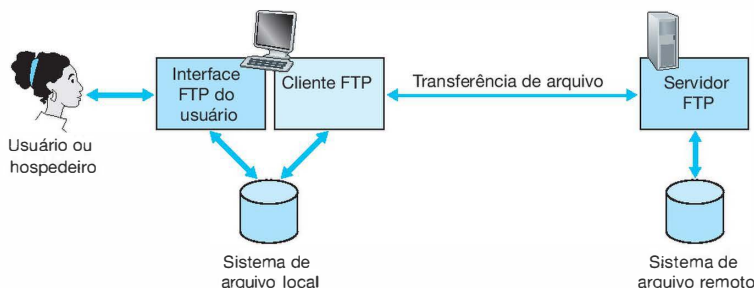 Usuário ou
hospedeiro
Interface
FTP do
usuário
Cliente FTP
Transferência de arquivo
Servidor
FTP
Sistema de
arquivo local
Sistema de
arquivo remoto